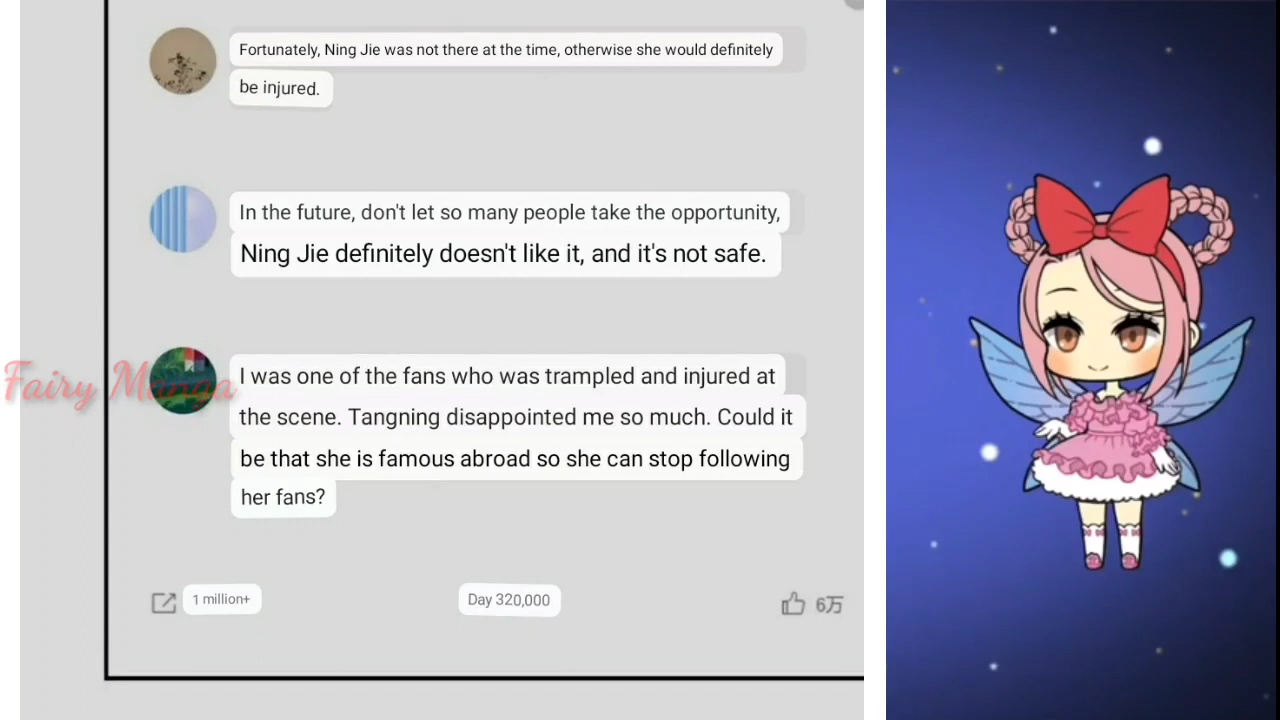 Fortunately, Ning Jie was not there at the time, otherwise she would definitely
be injured.
In the future, don't let so many people take the opportunity,
Ning Jie definitely doesn't like it, and it's not safe.
Fairy Manga
I was one of the fans who was trampled and injured at
the scene. Tangning disappointed me so much. Could it
be that she is famous abroad so she can stop following
her fans?
1 million+
Day 320,000
6万